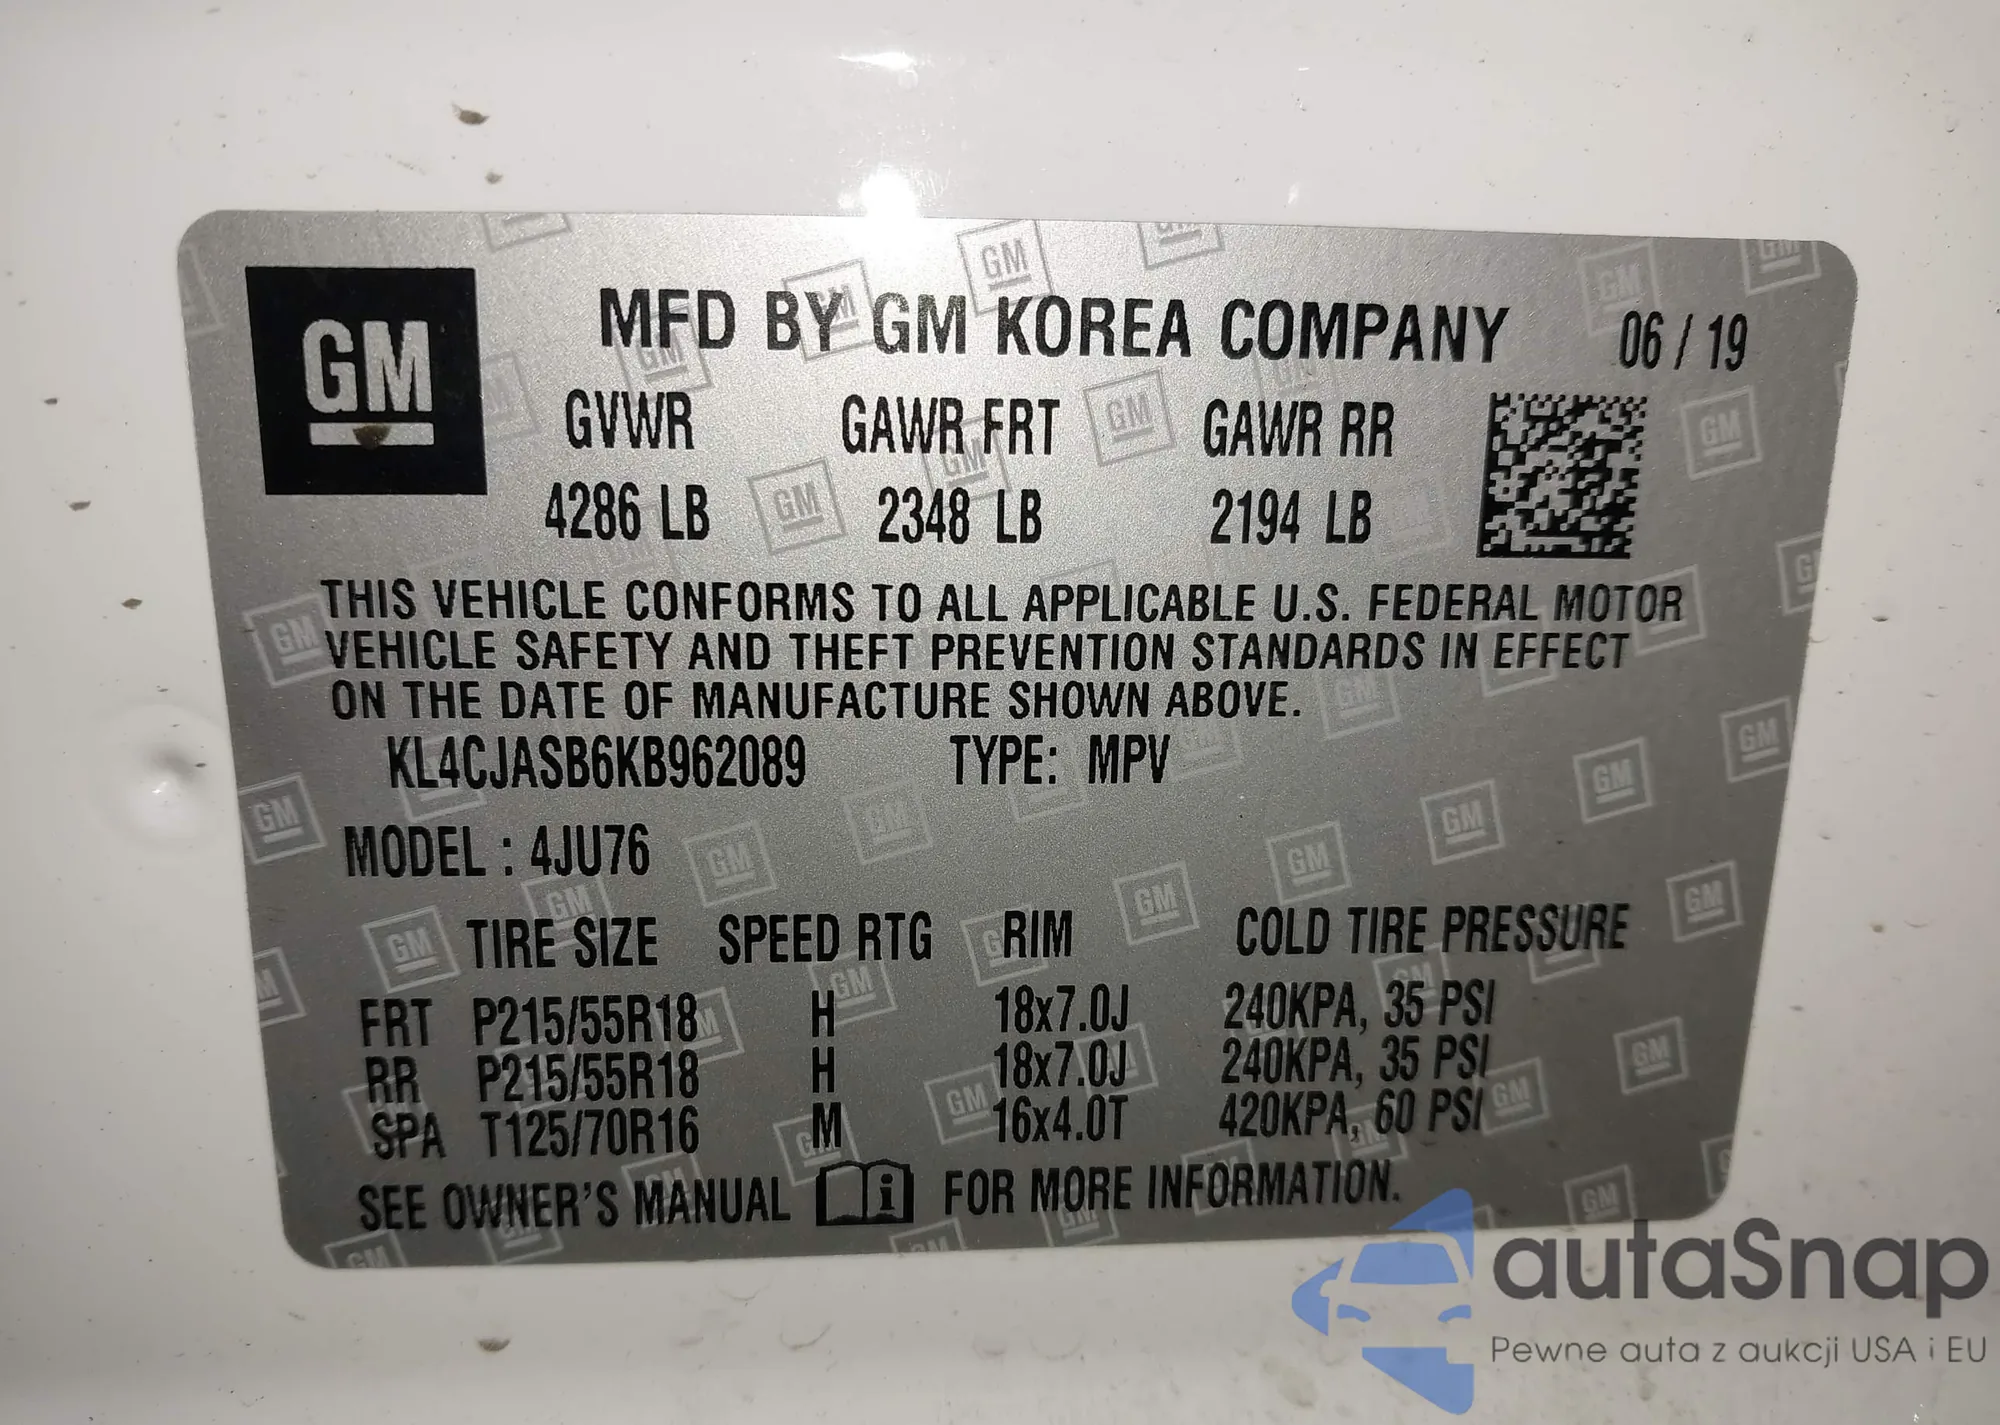 GM
MFD BY GM KOREA COMPANY 06 / 19
GVWR GAWR FRT GAWR RR
4286 LB 2348 LB 2194 LB
THIS VEHICLE CONFORMS TO ALL APPLICABLE U.S. FEDERAL MOTOR
VEHICLE SAFETY AND THEFT PREVENTION STANDARDS IN EFFECT
ON THE DATE OF MANUFACTURE SHOWN ABOVE.
KL4CJASB6KB962089 TYPE: MPV
MODEL : 4JU76
TIRE SIZE SPEED RTG RIM COLD TIRE PRESSURE
FRT P215/55R18 H 18x7.0J 240KPA, 35 PSI
RR P215/55R18 H 18x7.0J 240KPA, 35 PSI
SPA T125/70R16 M 16x4.0T 420KPA, 60 PSI
SEE OWNER'S MANUAL i FOR MORE INFORMATION.
autaSnap
Pewne auta z aukcji USA i EU